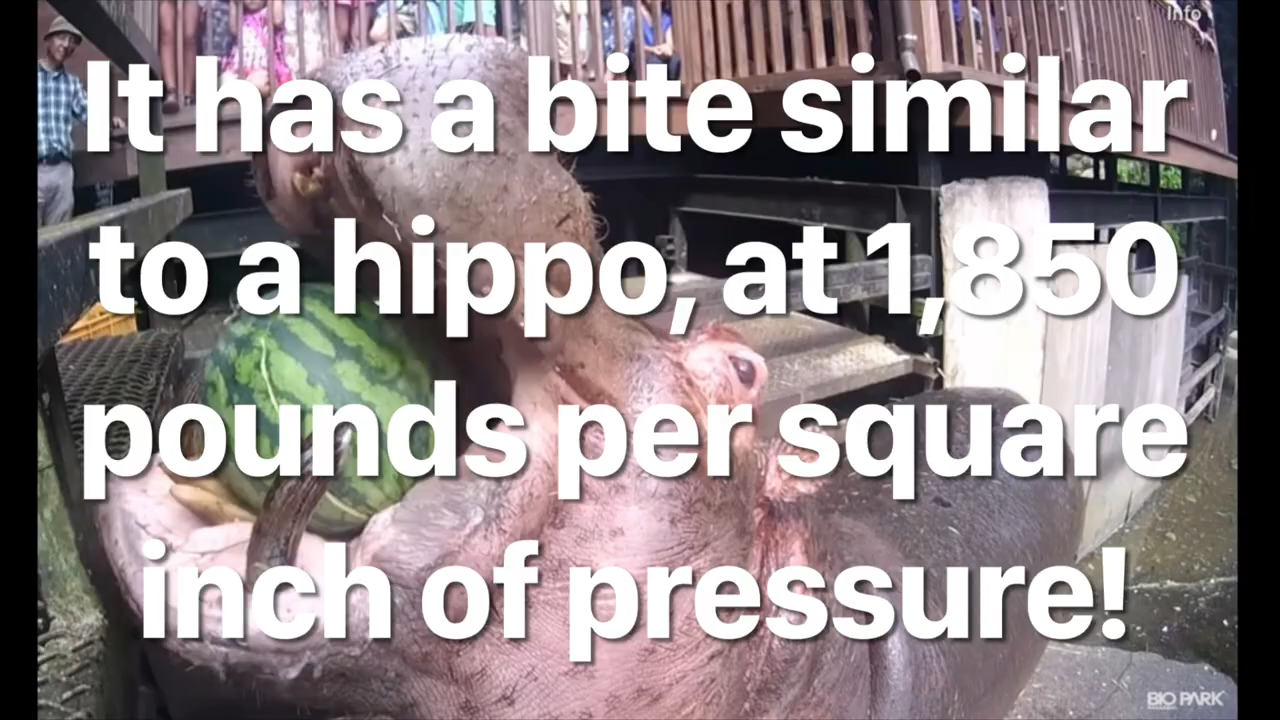 Info
It has a bite similar
to a hippo, at 1,850
pounds per square
inch of pressure!
BIO PARK